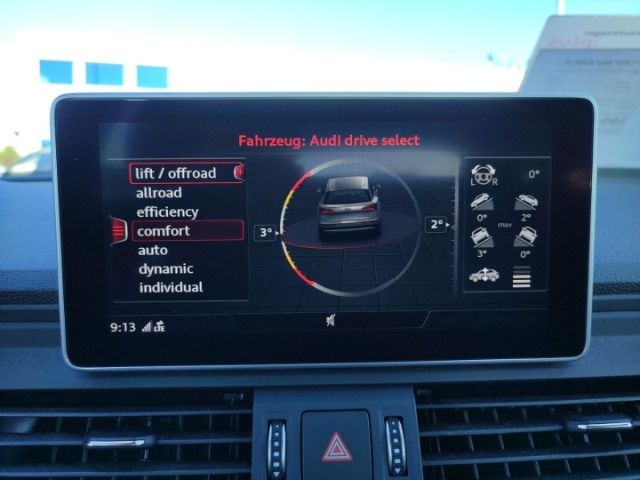 Fahrzeug: Audi drive select
lift / offroad
allroad
efficiency
comfort
auto
dynamic
individual
3°
2°
L R 0°
0° max 2°
3° 0°
9:13 LTE